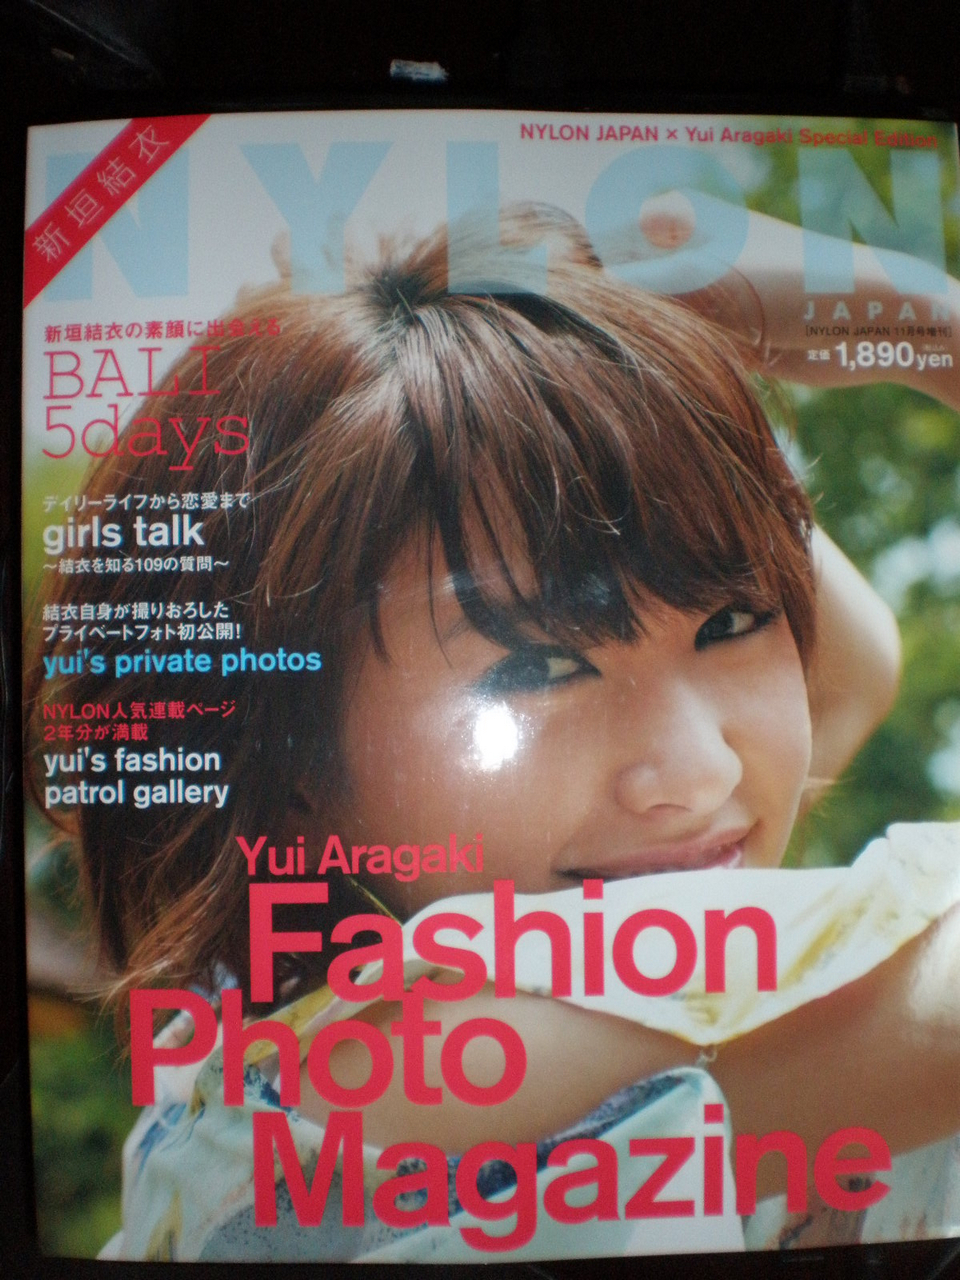 NYLON JAPAN × Yui Aragaki Special Edition
新垣結衣
NYLON
JAPAN
[NYLON JAPAN 11月号増刊]
定価 1,890yen
新垣結衣の素顔に出会える
BALI
5days
デイリーライフから恋愛まで
girls talk
〜結衣を知る109の質問〜
結衣自身が撮りおろした
プライベートフォト初公開!
yui's private photos
NYLON人気連載ページ
2年分が満載
yui's fashion
patrol gallery
Yui Aragaki
Fashion
Photo
Magazine